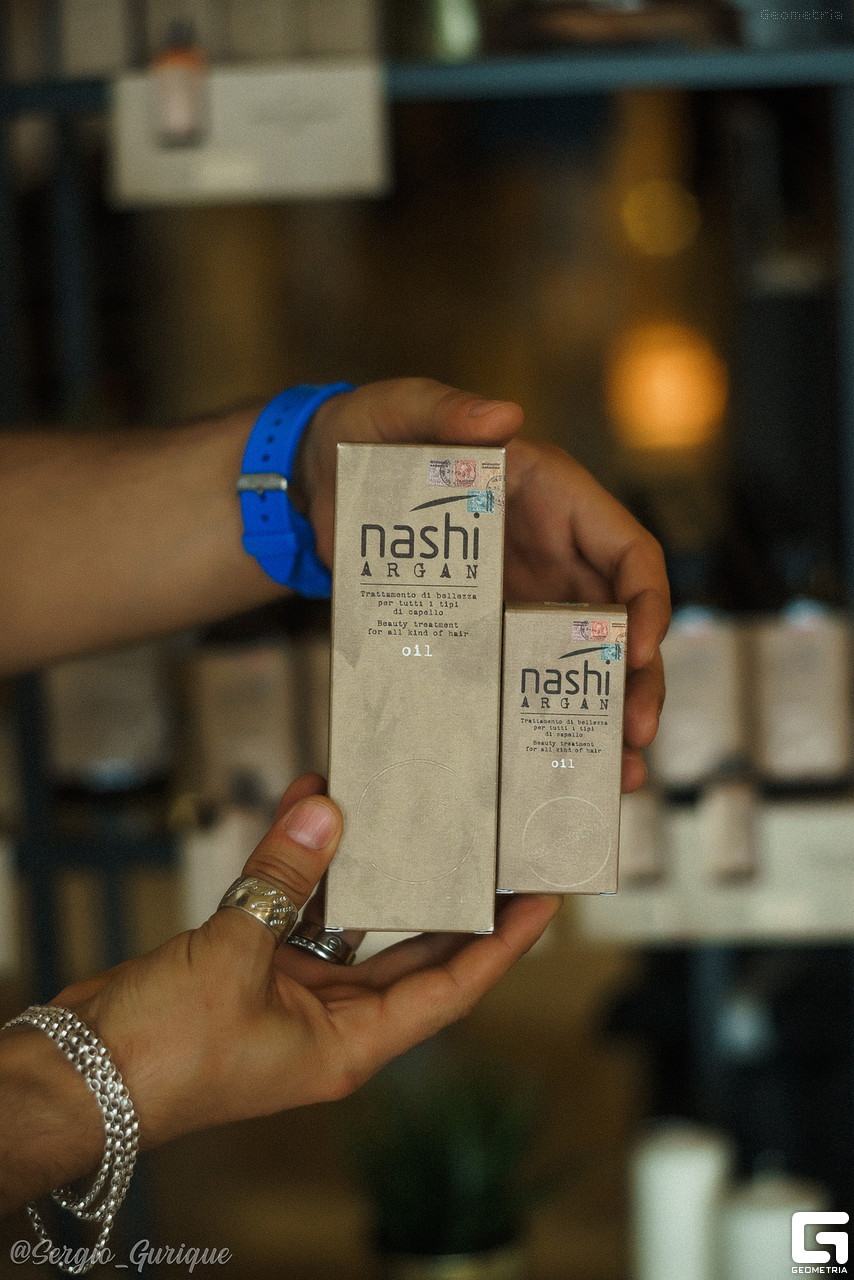 Geometria
nashi
ARGAN
Trattamento di bellezza
per tutti i tipi
di capello
Beauty treatment
for all kind of hair
oil
nashi
ARGAN
Trattamento di bellezza
per tutti i tipi
di capello
Beauty treatment
for all kind of hair
oil
@Sergio_Gurique
GEOMETRIA